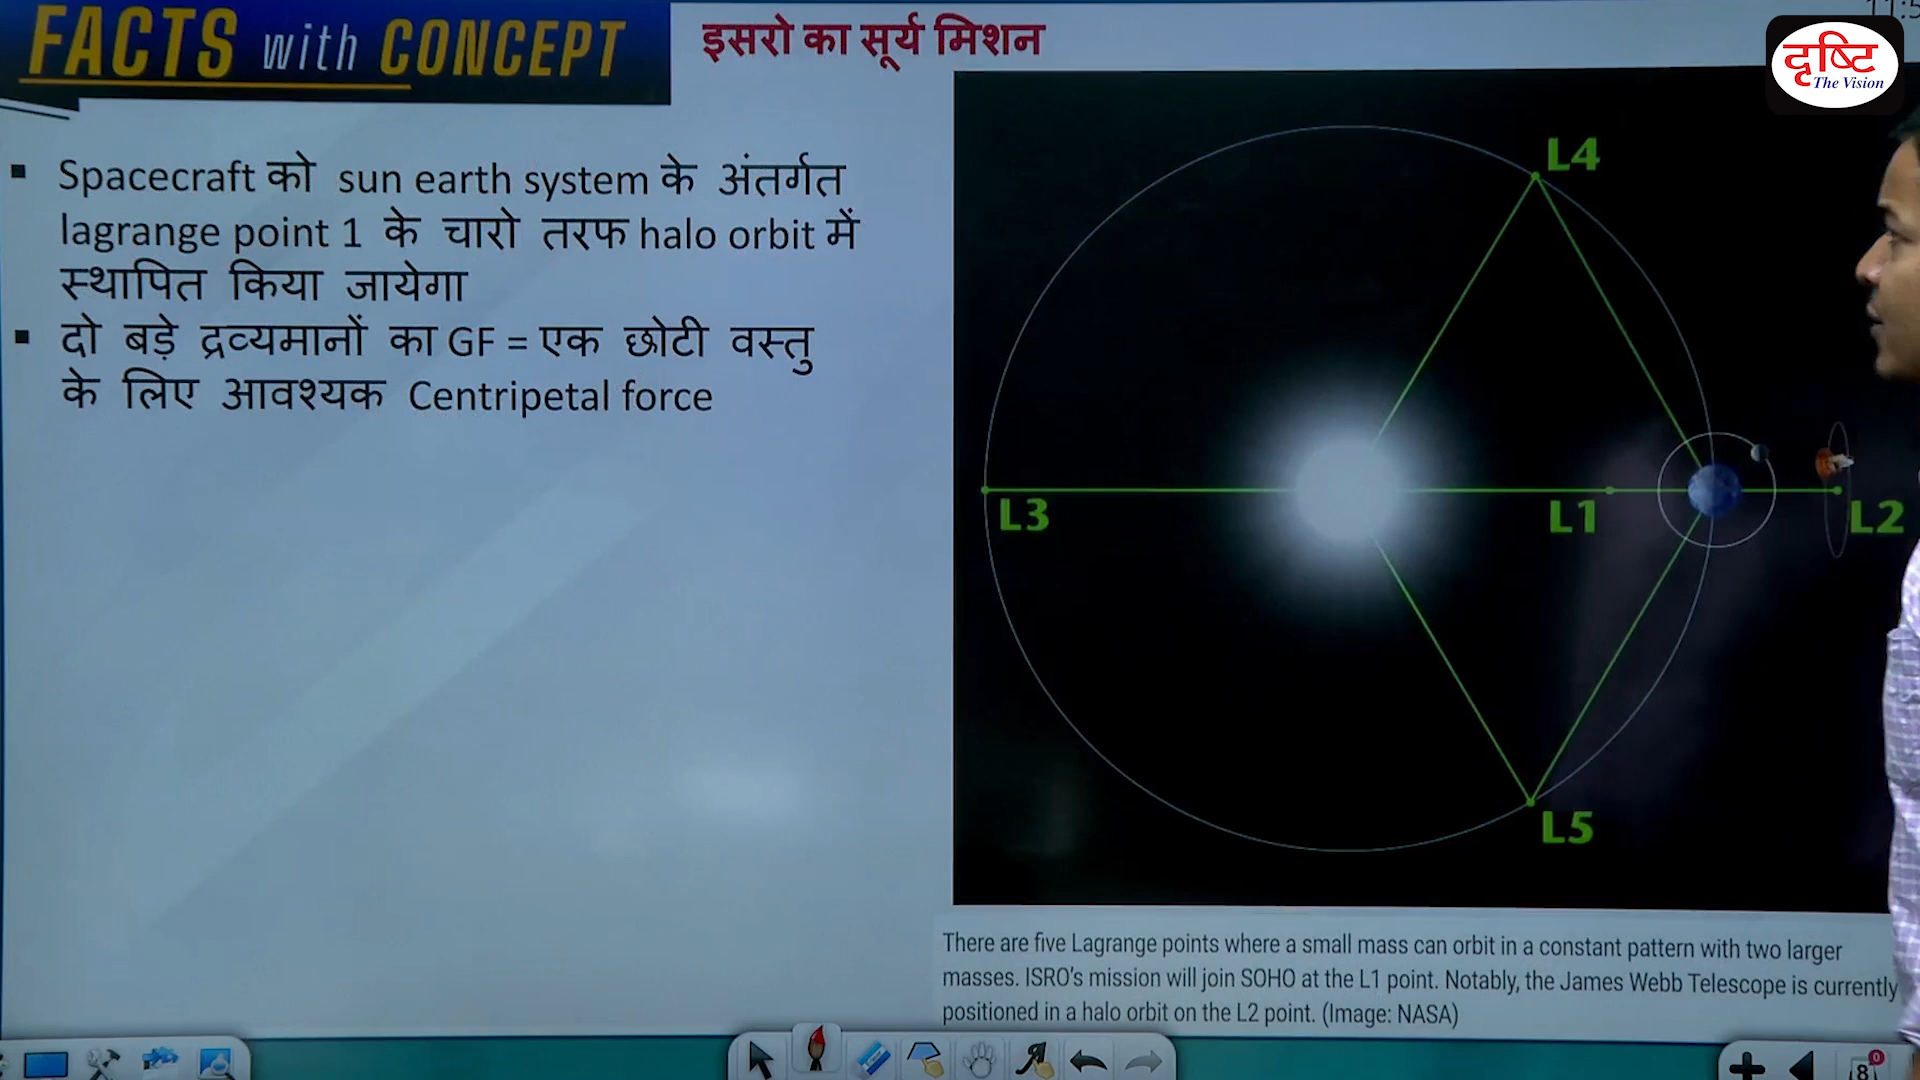 FACTS with CONCEPT
इसरो का सूर्य मिशन
दृष्टि
The Vision
Spacecraft को sun earth system के अंतर्गत
lagrange point 1 के चारो तरफ halo orbit में
स्थापित किया जायेगा
दो बड़े द्रव्यमानों का GF = एक छोटी वस्तु
के लिए आवश्यक Centripetal force
L4
L3
L1
L2
L5
There are five Lagrange points where a small mass can orbit in a constant pattern with two larger
masses. ISRO's mission will join SOHO at the L1 point. Notably, the James Webb Telescope is currently
positioned in a halo orbit on the L2 point. (Image: NASA)
8
0